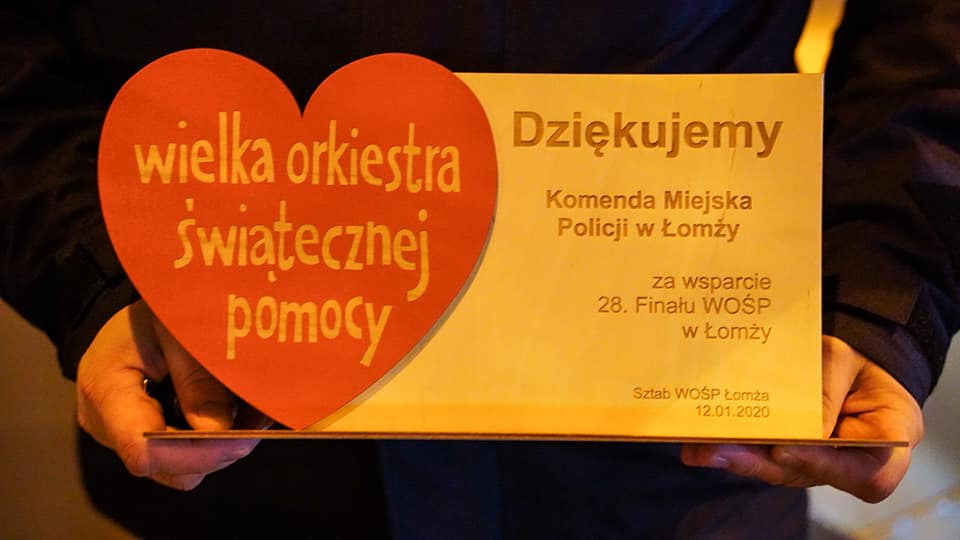 wielka orkiestra
świątecznej
pomocy
Dziękujemy
Komenda Miejska
Policji w Łomży
za wsparcie
28. Finału WOŚP
w Łomży
Sztab WOŚP Łomża
12.01.2020